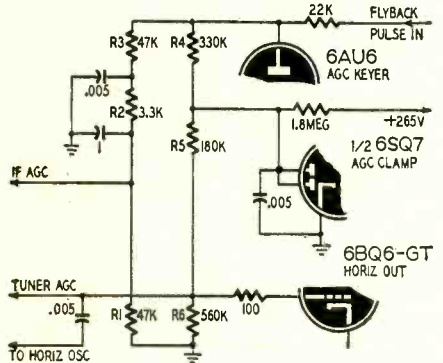 22K
FLYBACK
PULSE IN
R3
47K
R4
330K
6AU6
AGC KEYER
.005
R2
3.3K
1.8MEG
+265V
.1
R5
180K
1/2 6SQ7
AGC CLAMP
IF AGC
.005
6BQ6-GT
HORIZ OUT
TUNER AGC
.005
R1
47K
R6
560K
100
TO HORIZ OSC